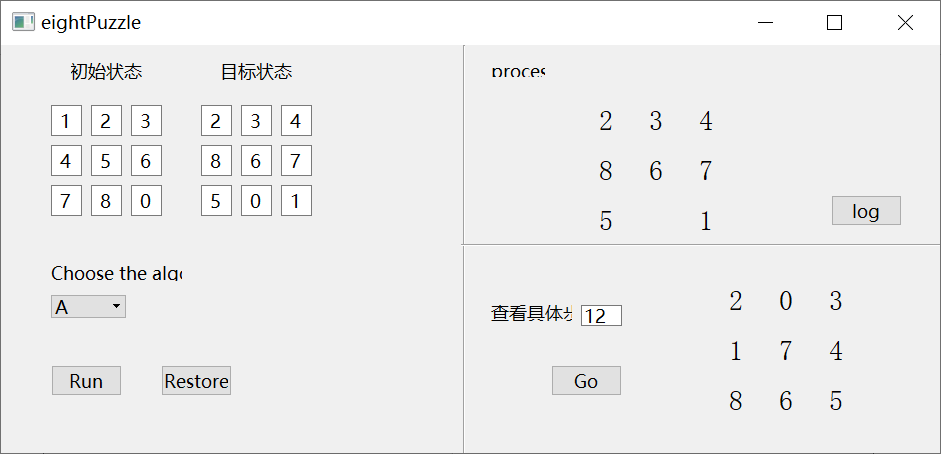 eightPuzzle
初始状态 目标状态
1 2 3 2 3 4
4 5 6 8 6 7
7 8 0 5 0 1
Choose the algo
A
Run Restore
proces
2 3 4
8 6 7
5 1
log
查看具体步 12
Go
2 0 3
1 7 4
8 6 5